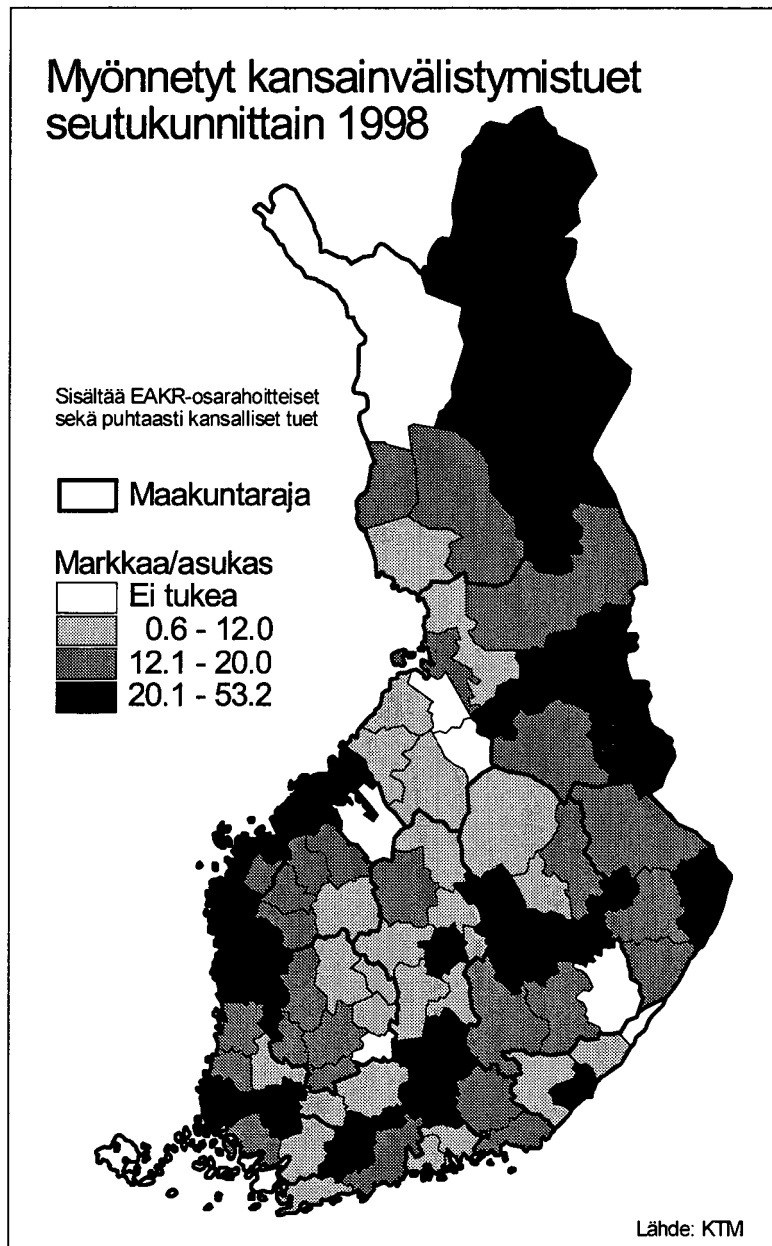 Myönnetyt kansainvälistymistuet
seutukunnittain 1998
Sisältää EAKR-osarahoitteiset
sekä puhtaasti kansalliset tuet
Maakuntaraja
Markkaa/asukas
Ei tukea
0.6 - 12.0
12.1 - 20.0
20.1 - 53.2
Lähde: KTM